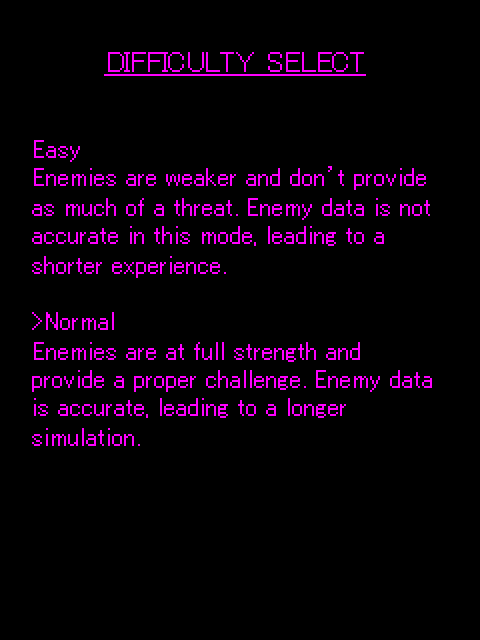 DIFFICULTY SELECT
Easy
Enemies are weaker and don't provide
as much of a threat. Enemy data is not
accurate in this mode, leading to a
shorter experience.
>Normal
Enemies are at full strength and
provide a proper challenge. Enemy data
is accurate, leading to a longer
simulation.